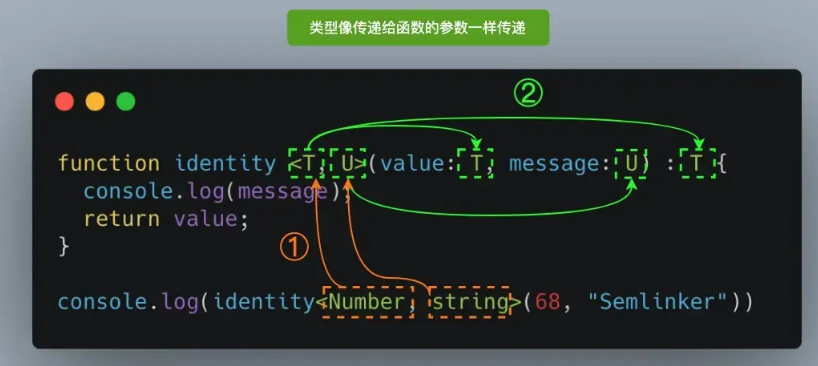 类型像传递给函数的参数一样传递
②
function identity <T, U>(value: T, message: U) : T {
console.log(message);
return value;
①
}
console.log(identity<Number, string>(68, "Semlinker"))